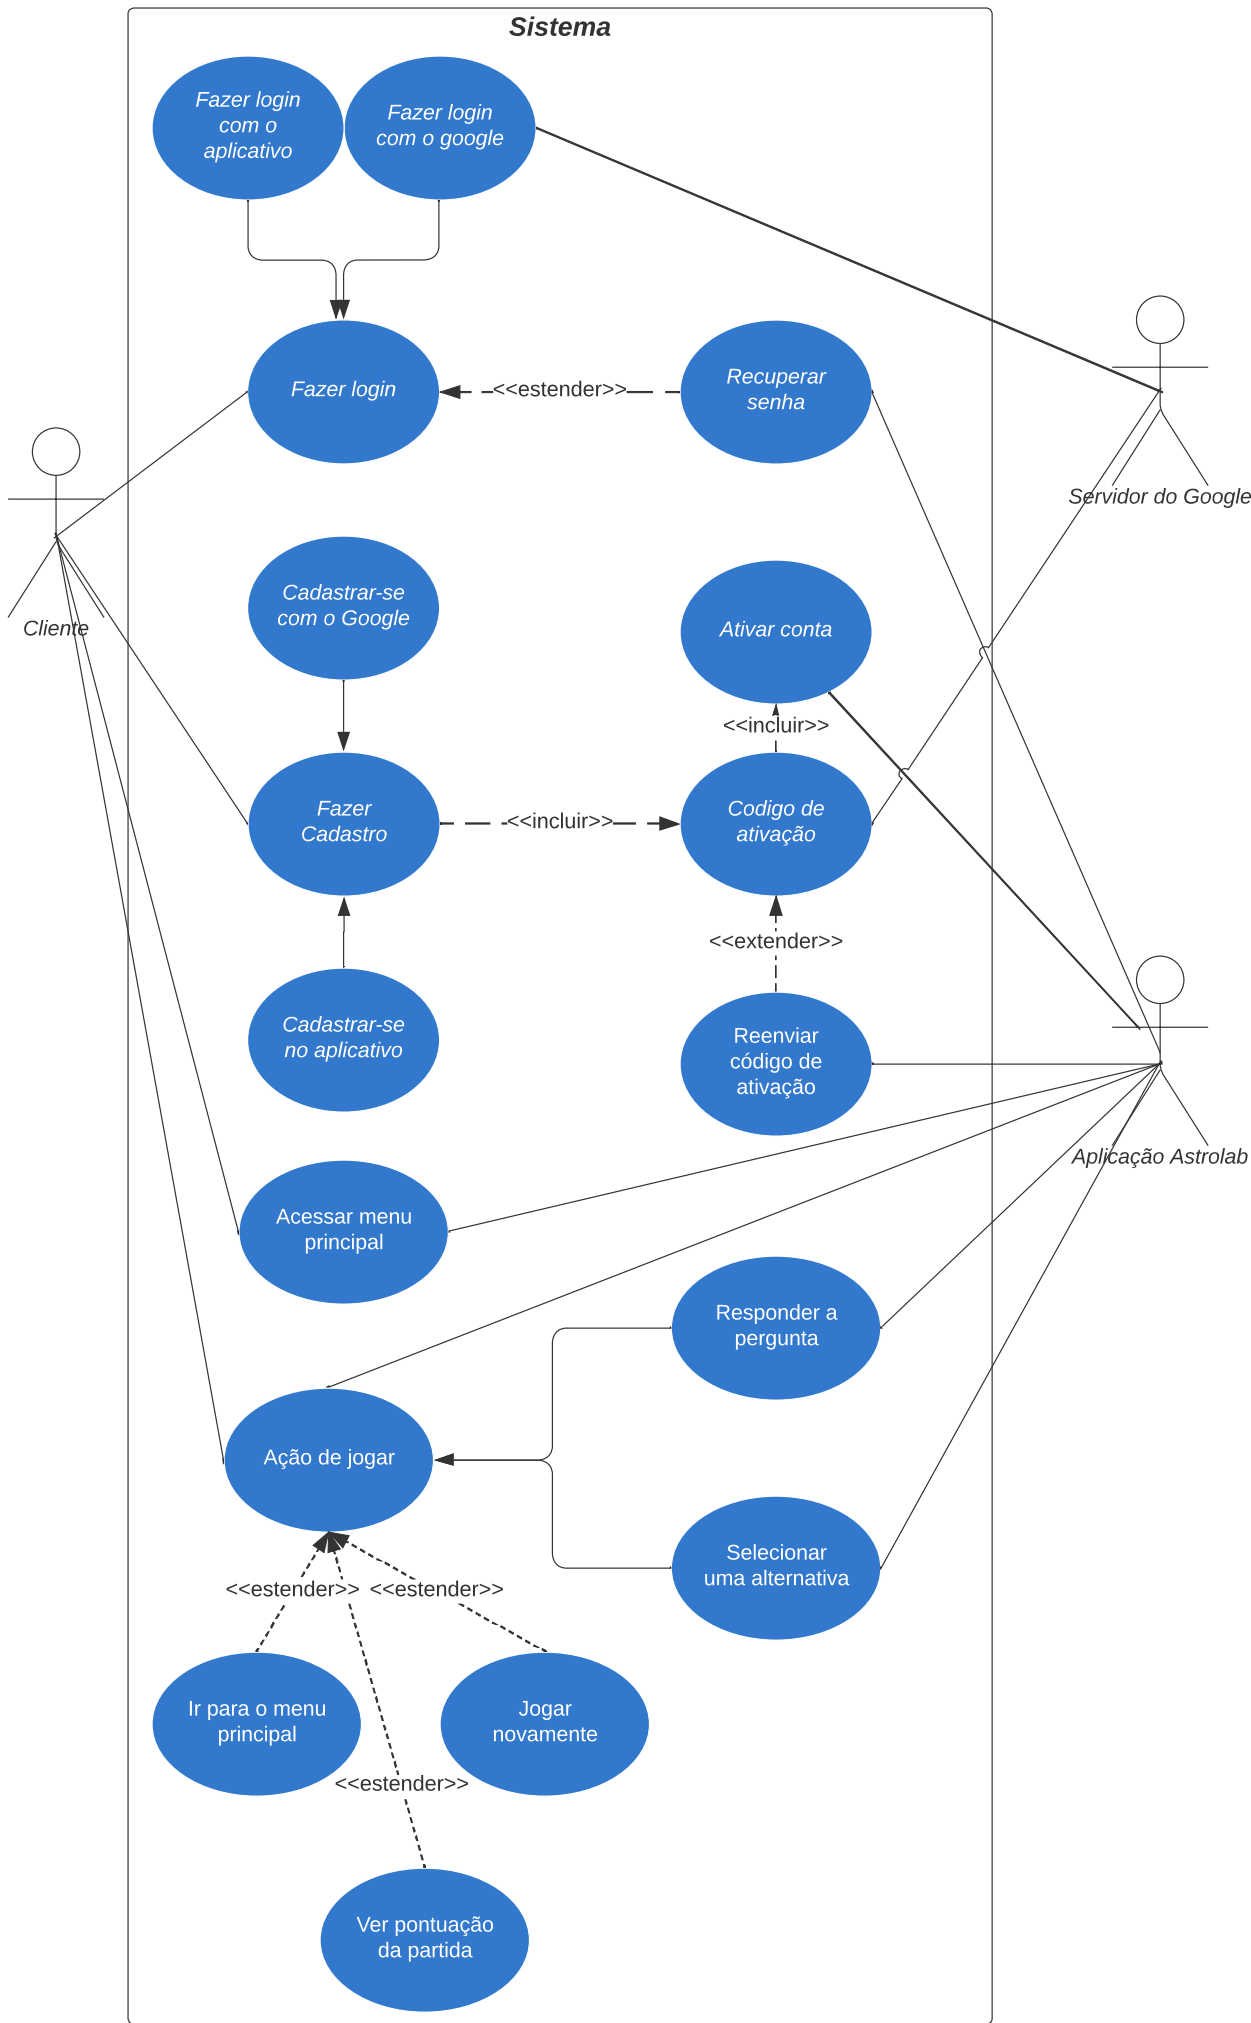 Sistema
Fazer login
com o
aplicativo
Fazer login
com o google
Fazer login
<<estender>>
Recuperar
senha
Servidor do Google
Cliente
Cadastrar-se
com o Google
Ativar conta
<<incluir>>
Fazer
Cadastro
<<incluir>>
Codigo de
ativação
<<extender>>
Cadastrar-se
no aplicativo
Reenviar
código de
ativação
Aplicação Astrolab
Acessar menu
principal
Responder a
pergunta
Ação de jogar
Selecionar
uma alternativa
<<estender>>
<<estender>>
Ir para o menu
principal
Jogar
novamente
<<estender>>
Ver pontuação
da partida